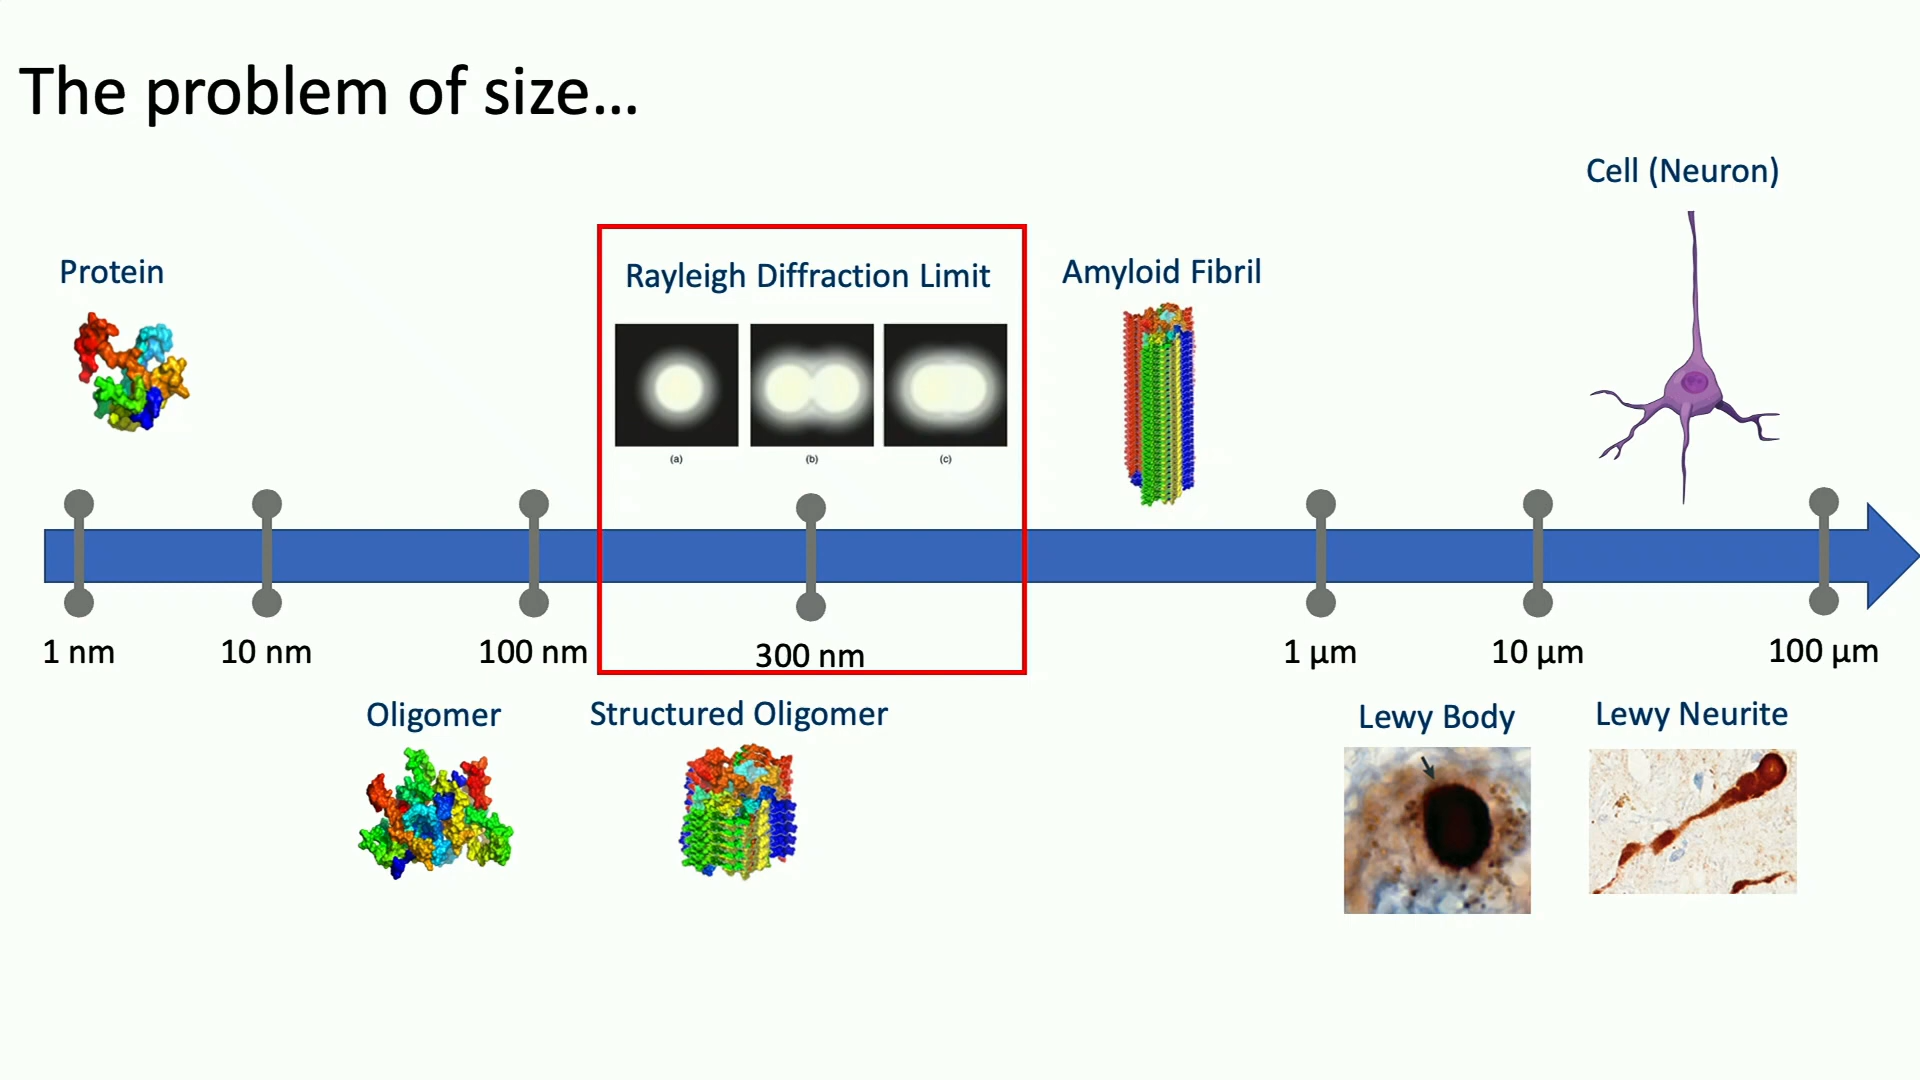 The problem of size...
Cell (Neuron)
Protein
Rayleigh Diffraction Limit
Amyloid Fibril
(a)
(b)
(c)
1 nm
10 nm
100 nm
300 nm
1 µm
10 µm
100 µm
Oligomer
Structured Oligomer
Lewy Body
Lewy Neurite